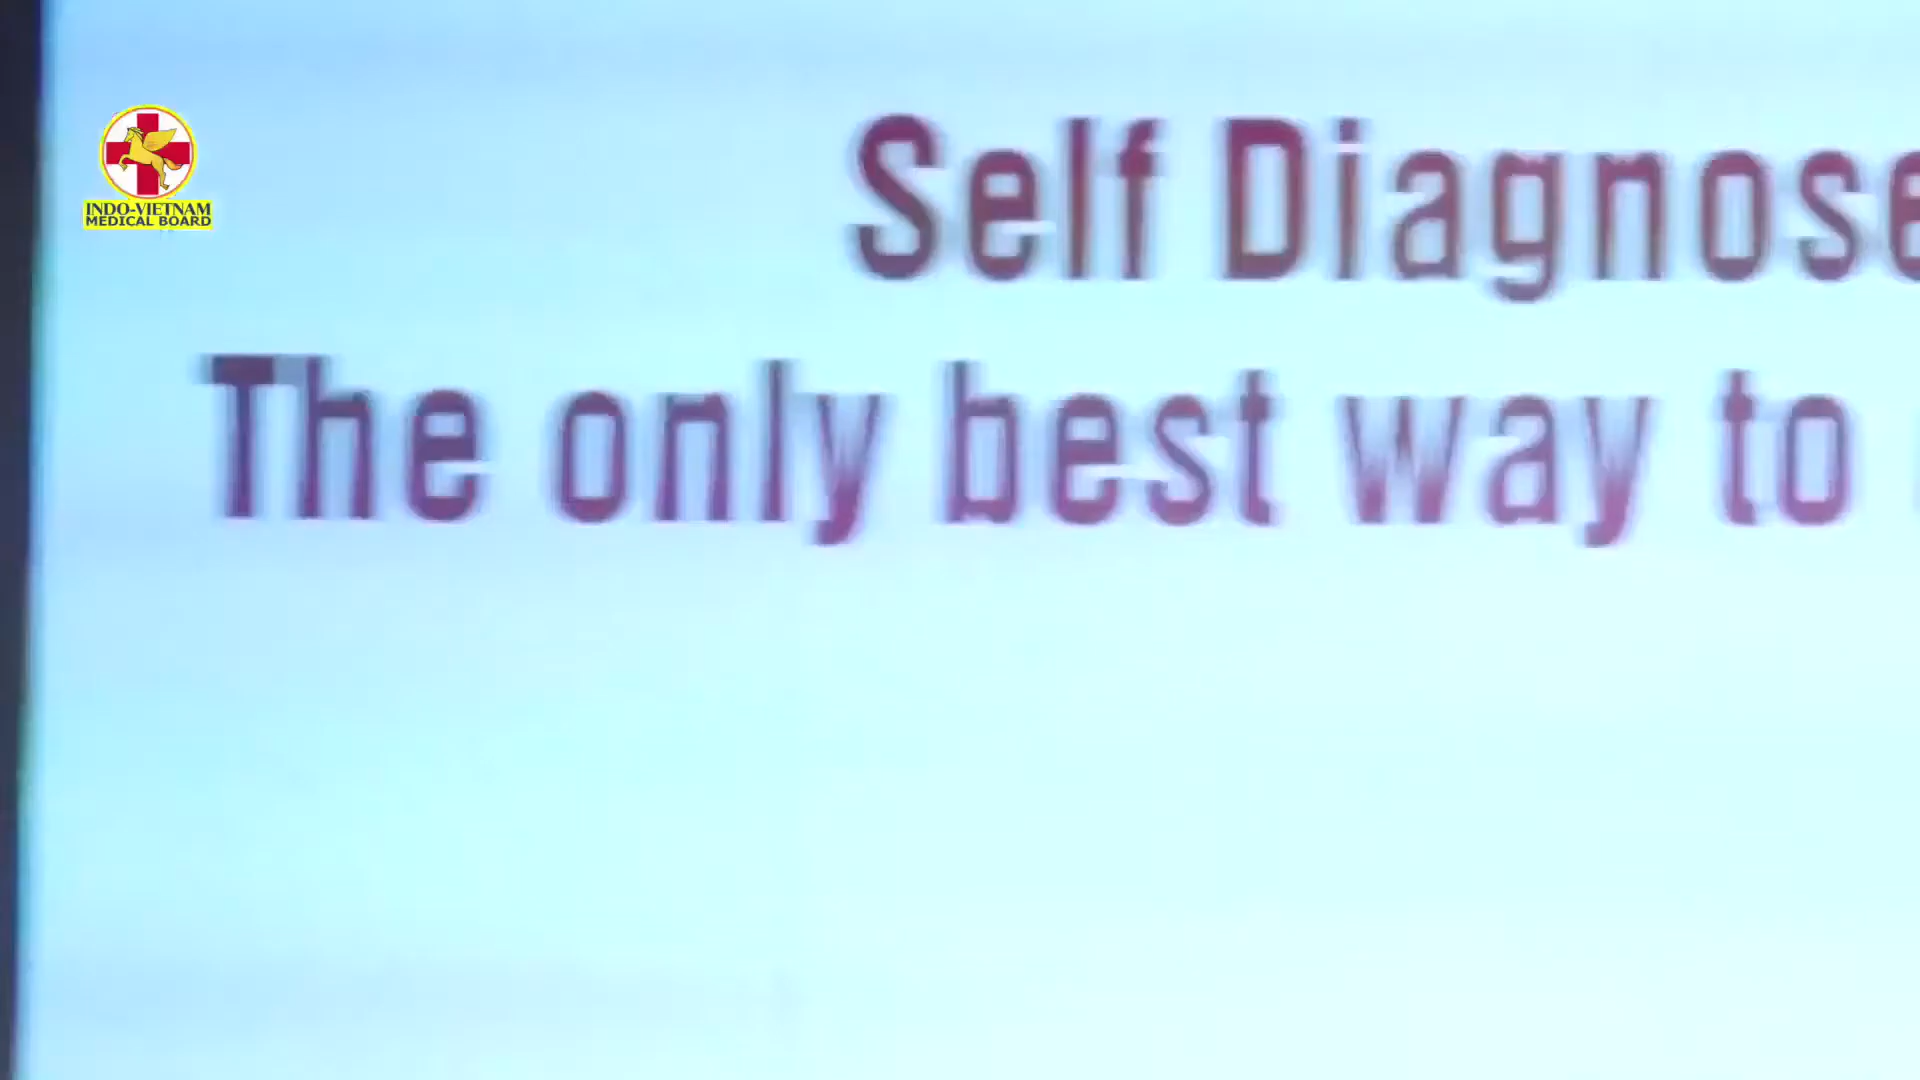 INDO-VIETNAM
MEDICAL BOARD
Self Diagnose
The only best way to